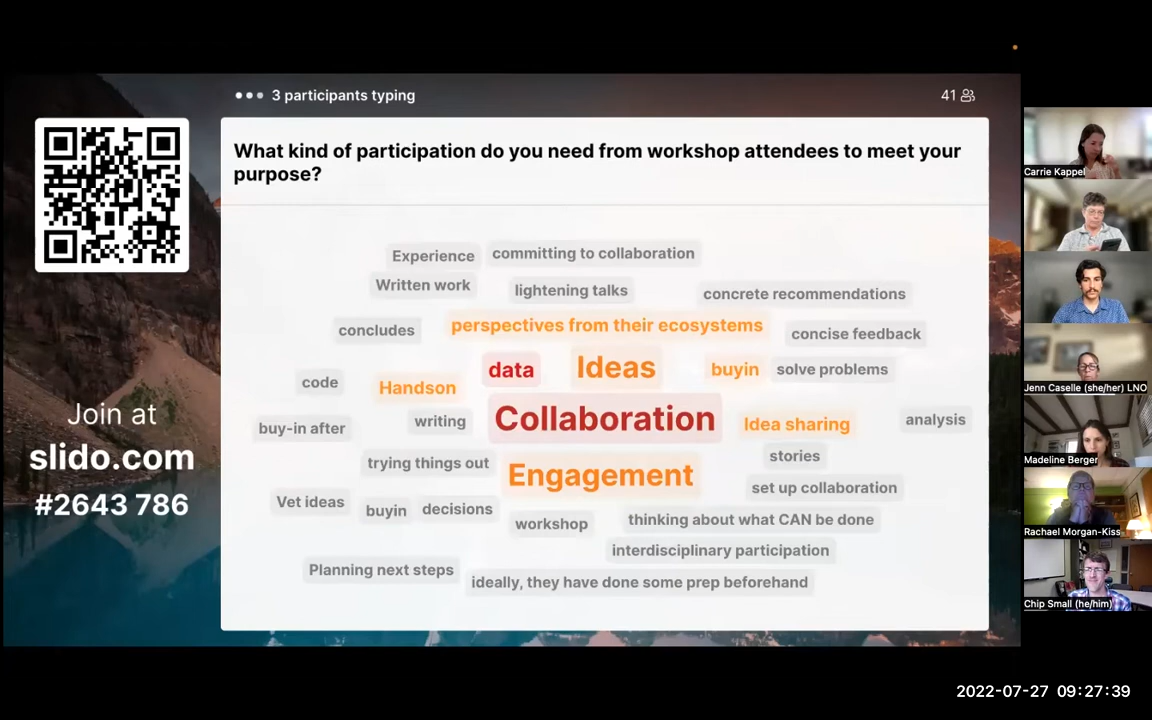 3 participants typing
41
What kind of participation do you need from workshop attendees to meet your
purpose?
Experience
committing to collaboration
Written work
lightening talks
concrete recommendations
concludes
perspectives from their ecosystems
concise feedback
data
Ideas
buyin
solve problems
code
Handson
Collaboration
buy-in after
writing
Idea sharing
analysis
trying things out
Engagement
stories
set up collaboration
Vet ideas
buyin
decisions
workshop
thinking about what CAN be done
interdisciplinary participation
Planning next steps
ideally, they have done some prep beforehand
Join at
slido.com
#2643 786
Carrie Kappel
Jenn Caselle (she/her) LNO
Madeline Berger
Rachael Morgan-Kiss
Chip Small (he/him)
2022-07-27 09:27:39